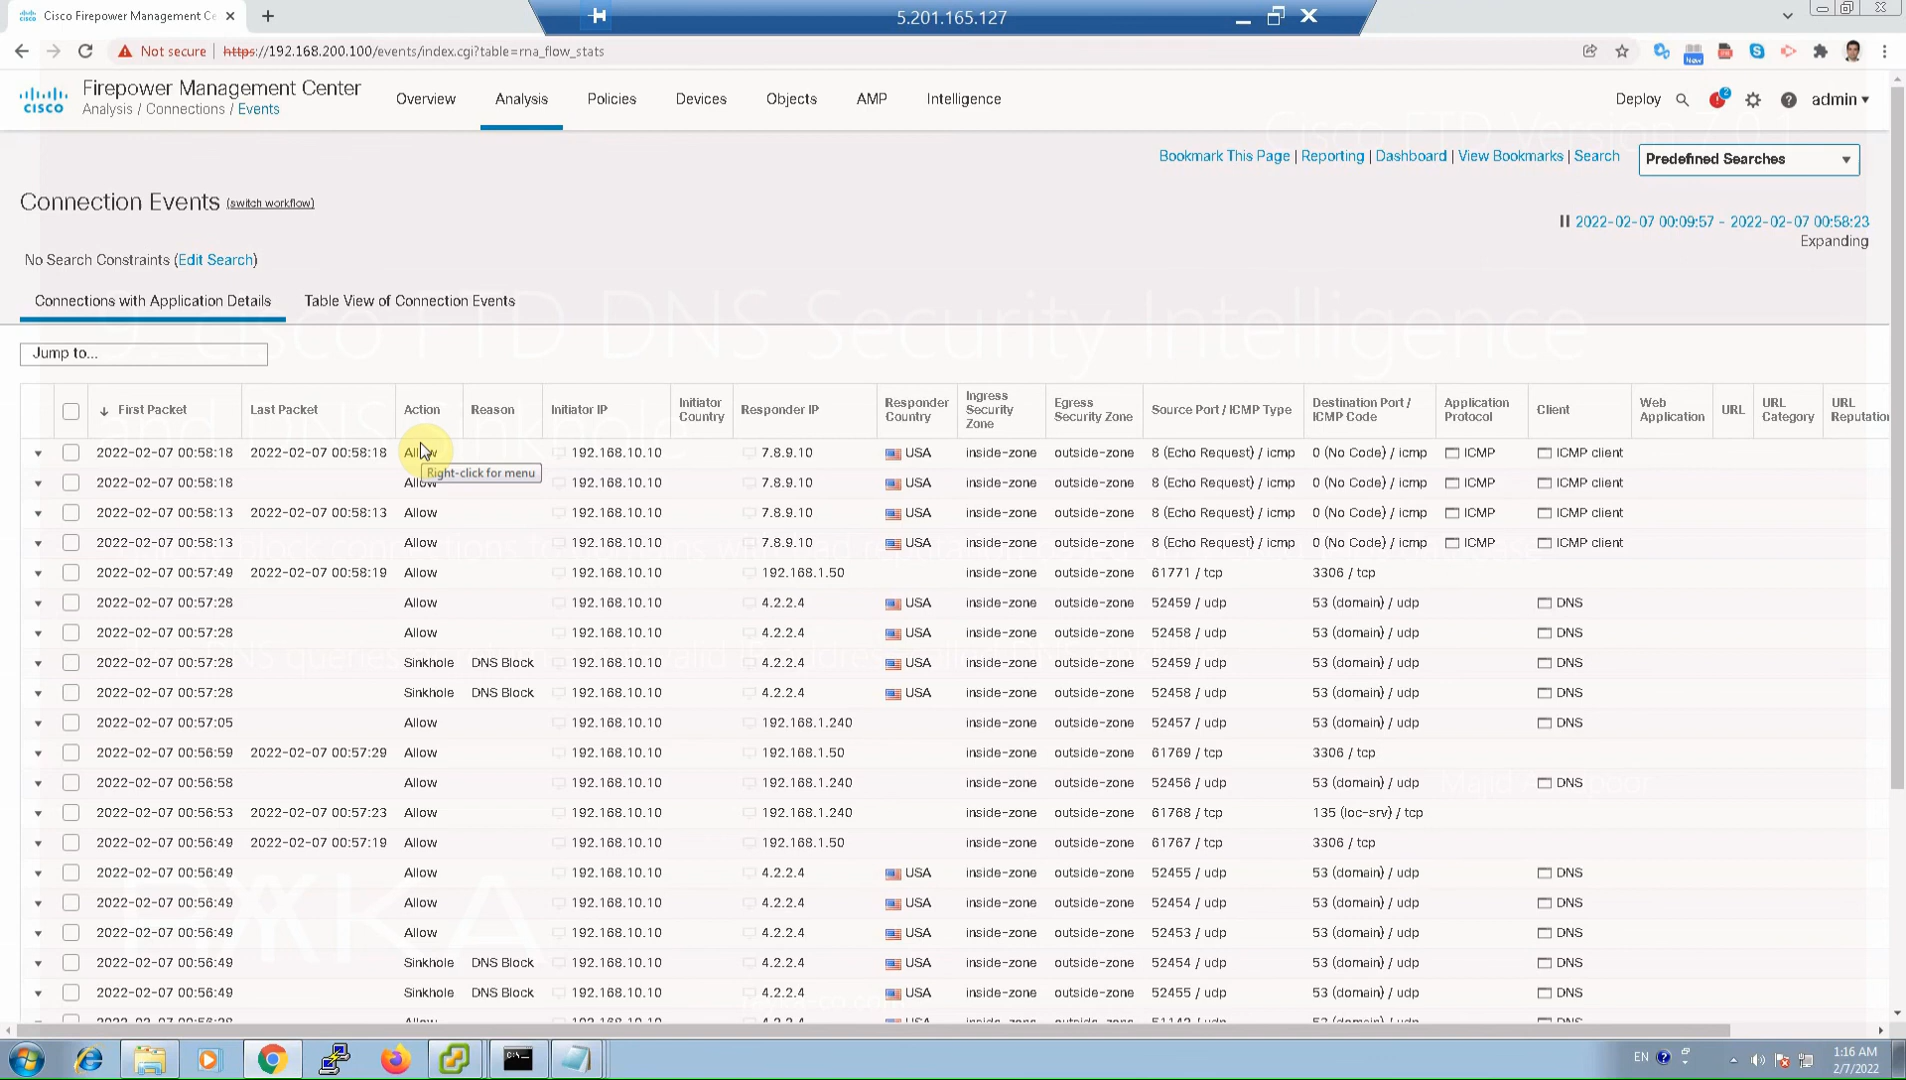 Cisco Firepower Management Ce
5.201.165.127
Not secure https://192.168.200.100/events/index.cgi?table=rna_flow_stats
New
Firepower Management Center
cisco
Analysis / Connections / Events
Overview Analysis Policies Devices Objects AMP Intelligence
Deploy 2 admin
Cisco FTD Version 7.0.1
Bookmark This Page | Reporting | Dashboard | View Bookmarks | Search Predefined Searches
Connection Events (switch workflow)
2022-02-07 00:09:57 - 2022-02-07 00:58:23
Expanding
No Search Constraints (Edit Search)
Connections with Application Details Table View of Connection Events
9. Cisco FTD DNS Security Intelligence
and DNS Sinkhole
Jump to...
First Packet Last Packet Action Reason Initiator IP Initiator Country Responder IP Responder Country Ingress Security Zone Egress Security Zone Source Port / ICMP Type Destination Port / ICMP Code Application Protocol Client Web Application URL URL Category URL Reputation
2022-02-07 00:58:18 2022-02-07 00:58:18 Allow 192.168.10.10 7.8.9.10 USA inside-zone outside-zone 8 (Echo Request) / icmp 0 (No Code) / icmp ICMP ICMP client
Right-click for menu
2022-02-07 00:58:18 Allow 192.168.10.10 7.8.9.10 USA inside-zone outside-zone 8 (Echo Request) / icmp 0 (No Code) / icmp ICMP ICMP client
2022-02-07 00:58:13 2022-02-07 00:58:13 Allow 192.168.10.10 7.8.9.10 USA inside-zone outside-zone 8 (Echo Request) / icmp 0 (No Code) / icmp ICMP ICMP client
2022-02-07 00:58:13 Allow 192.168.10.10 7.8.9.10 USA inside-zone outside-zone 8 (Echo Request) / icmp 0 (No Code) / icmp ICMP ICMP client
2022-02-07 00:57:49 2022-02-07 00:58:19 Allow 192.168.10.10 192.168.1.50 inside-zone outside-zone 61771 / tcp 3306 / tcp
2022-02-07 00:57:28 Allow 192.168.10.10 4.2.2.4 USA inside-zone outside-zone 52459 / udp 53 (domain) / udp DNS
2022-02-07 00:57:28 Allow 192.168.10.10 4.2.2.4 USA inside-zone outside-zone 52458 / udp 53 (domain) / udp DNS
2022-02-07 00:57:28 Sinkhole DNS Block 192.168.10.10 4.2.2.4 USA inside-zone outside-zone 52459 / udp 53 (domain) / udp DNS
2022-02-07 00:57:28 Sinkhole DNS Block 192.168.10.10 4.2.2.4 USA inside-zone outside-zone 52458 / udp 53 (domain) / udp DNS
2022-02-07 00:57:05 Allow 192.168.10.10 192.168.1.240 inside-zone outside-zone 52457 / udp 53 (domain) / udp DNS
2022-02-07 00:56:59 2022-02-07 00:57:29 Allow 192.168.10.10 192.168.1.50 inside-zone outside-zone 61769 / tcp 3306 / tcp
2022-02-07 00:56:58 Allow 192.168.10.10 192.168.1.240 inside-zone outside-zone 52456 / udp 53 (domain) / udp DNS
2022-02-07 00:56:53 2022-02-07 00:57:23 Allow 192.168.10.10 192.168.1.240 inside-zone outside-zone 61768 / tcp 135 (loc-srv) / tcp
2022-02-07 00:56:49 2022-02-07 00:57:19 Allow 192.168.10.10 192.168.1.50 inside-zone outside-zone 61767 / tcp 3306 / tcp
2022-02-07 00:56:49 Allow 192.168.10.10 4.2.2.4 USA inside-zone outside-zone 52455 / udp 53 (domain) / udp DNS
2022-02-07 00:56:49 Allow 192.168.10.10 4.2.2.4 USA inside-zone outside-zone 52454 / udp 53 (domain) / udp DNS
2022-02-07 00:56:49 Allow 192.168.10.10 4.2.2.4 USA inside-zone outside-zone 52453 / udp 53 (domain) / udp DNS
2022-02-07 00:56:49 Sinkhole DNS Block 192.168.10.10 4.2.2.4 USA inside-zone outside-zone 52454 / udp 53 (domain) / udp DNS
2022-02-07 00:56:49 Sinkhole DNS Block 192.168.10.10 4.2.2.4 USA inside-zone outside-zone 52455 / udp 53 (domain) / udp DNS
EN 1:16 AM
2/7/2022